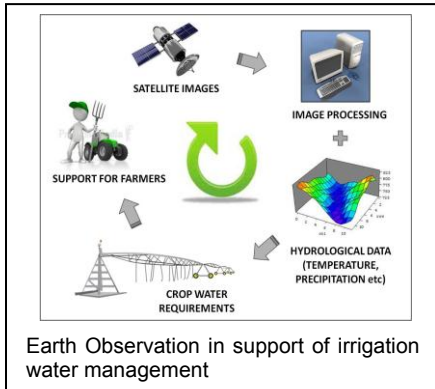 SATELLITE IMAGES
IMAGE PROCESSING
SUPPORT FOR FARMERS
HYDROLOGICAL DATA
(TEMPERATURE,
PRECIPITATION etc)
CROP WATER
REQUIREMENTS
Earth Observation in support of irrigation
water management